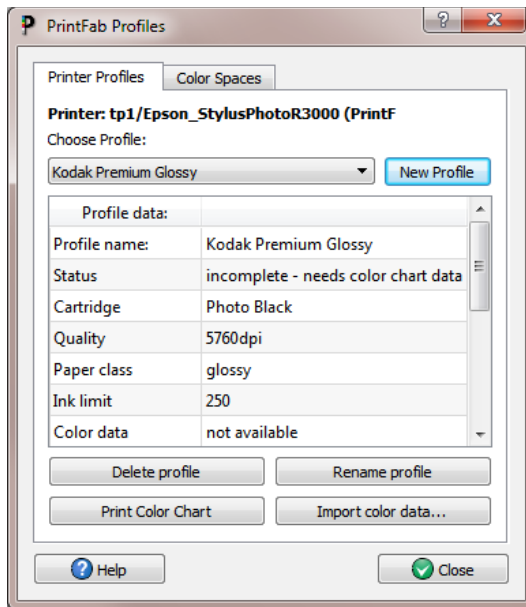 PrintFab Profiles
Printer Profiles Color Spaces
Printer: tp1/Epson_StylusPhotoR3000 (PrintF
Choose Profile:
Kodak Premium Glossy New Profile
Profile data:
Profile name: Kodak Premium Glossy
Status incomplete - needs color chart data
Cartridge Photo Black
Quality 5760dpi
Paper class glossy
Ink limit 250
Color data not available
Delete profile Rename profile
Print Color Chart Import color data...
Help Close